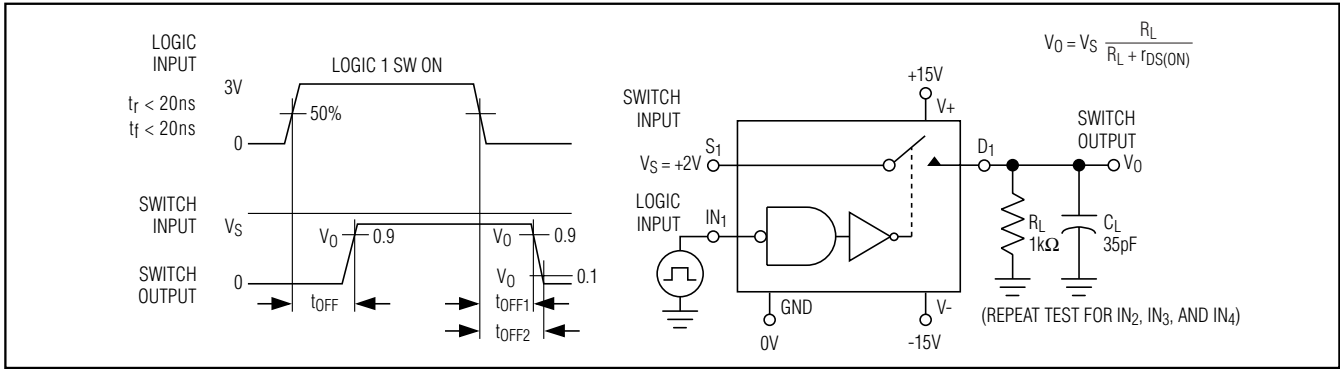 LOGIC
INPUT
LOGIC 1 SW ON
3V
tr < 20ns
tf < 20ns
50%
0
SWITCH
INPUT
VS
VO
0.9
VO
0.9
SWITCH
OUTPUT
0
VO
0.1
tOFF
tOFF1
tOFF2
VO = VS RL
RL + rDS(ON)
+15V
SWITCH
INPUT
V+
SWITCH
OUTPUT
S1
D1
VS = +2V
VO
LOGIC
INPUT
IN1
RL
1kΩ
CL
35pF
GND
V-
(REPEAT TEST FOR IN2, IN3, AND IN4)
0V
-15V